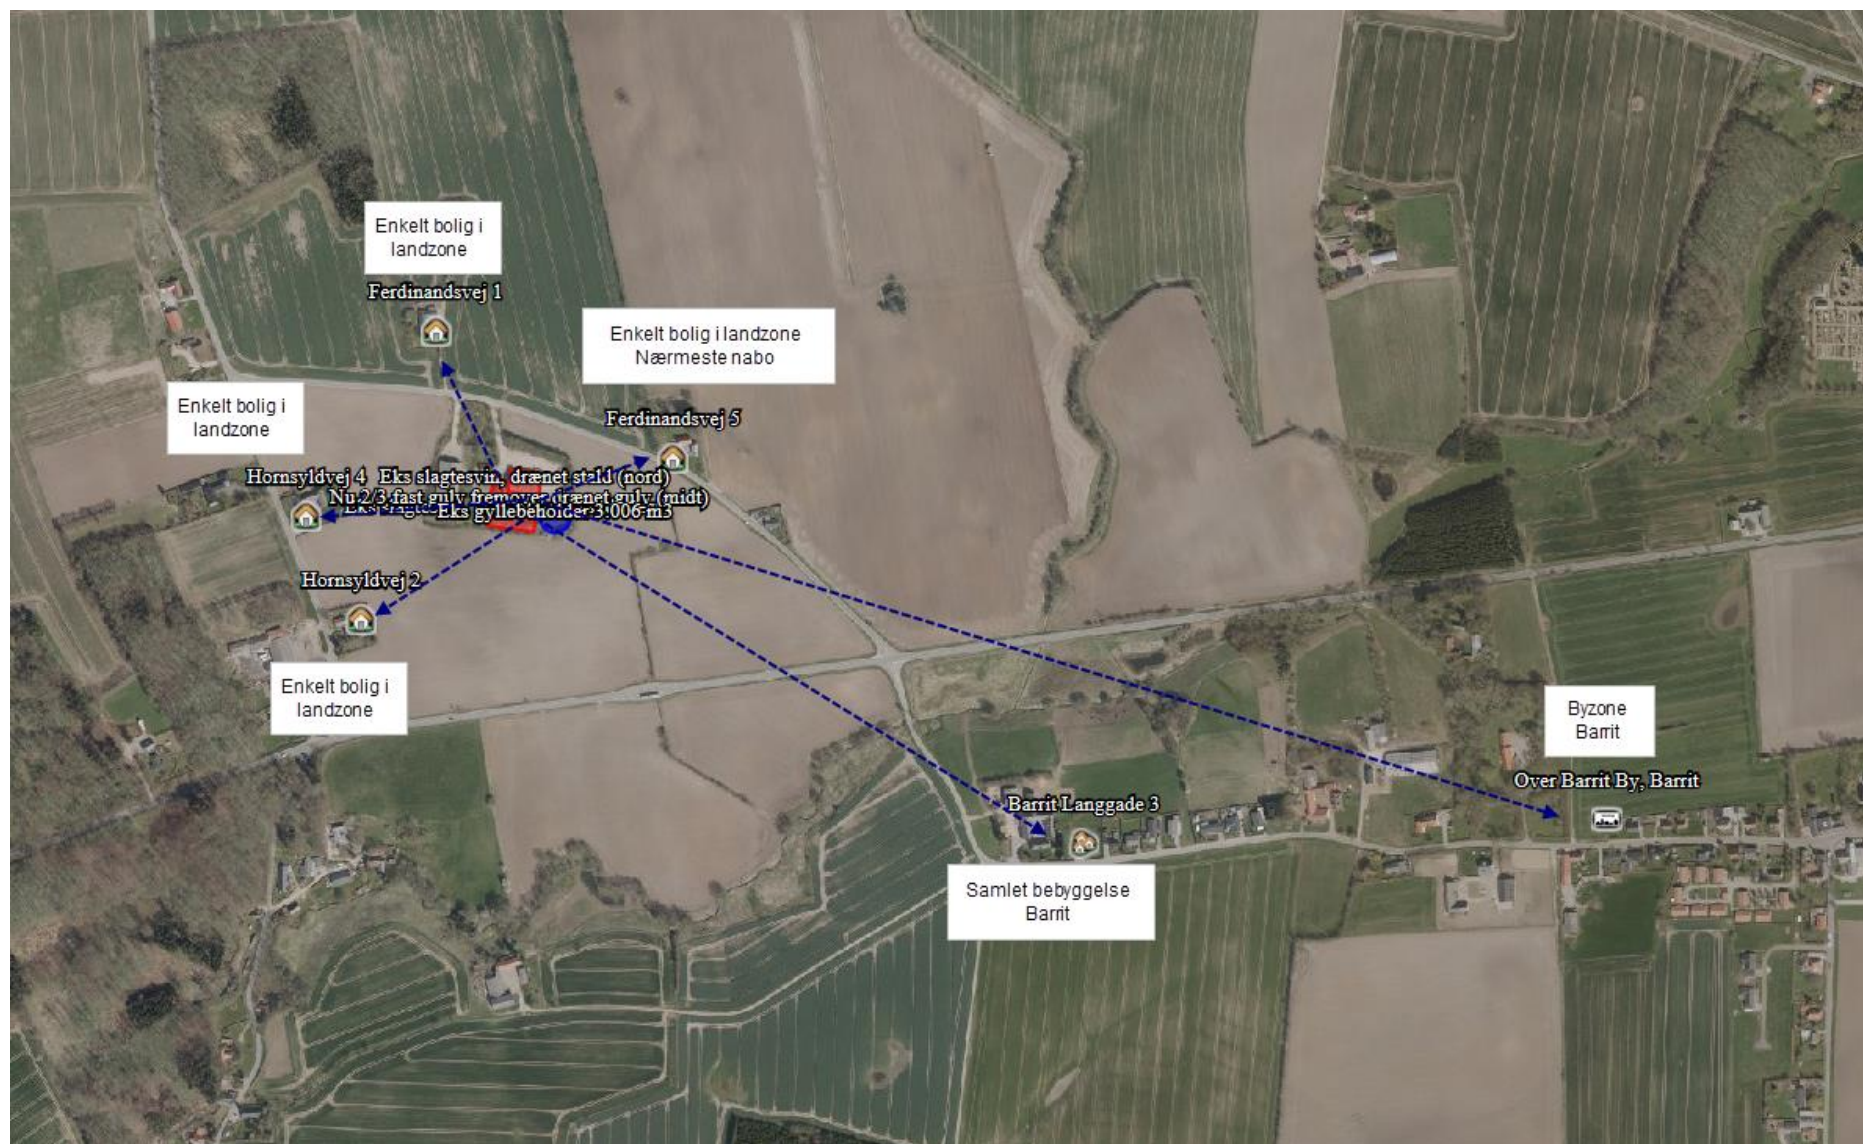 Enkelt bolig i
landzone
Ferdinandsvej 1
Enkelt bolig i landzone
Nærmeste nabo
Enkelt bolig i
landzone
Ferdinandsvej 5
Hornsyldvej 4
Eks slagtesvin, drænet stald (nord)
Nu 2/3 fast gulv fremover drænet gulv (midt)
Eks gyllebeholder 3.006 m3
Hornsyldvej 2
Enkelt bolig i
landzone
Byzone
Barrit
Over Barrit By, Barrit
Barrit Langgade 3
Samlet bebyggelse
Barrit